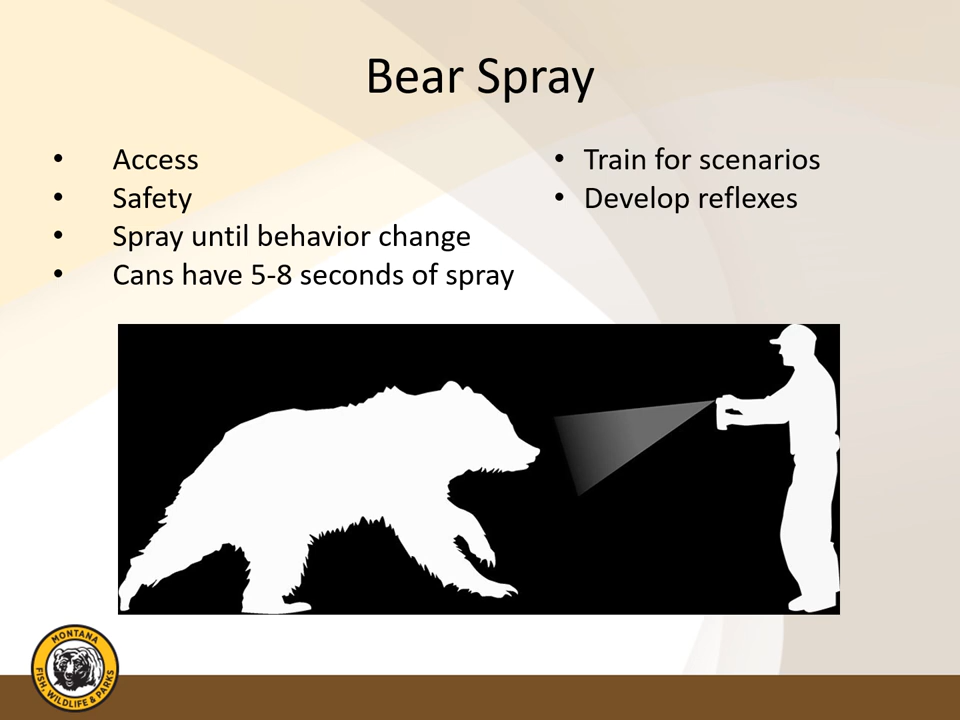 Bear Spray
• Access
• Safety
• Spray until behavior change
• Cans have 5-8 seconds of spray
• Train for scenarios
• Develop reflexes
MONTANA
FISH, WILDLIFE & PARKS